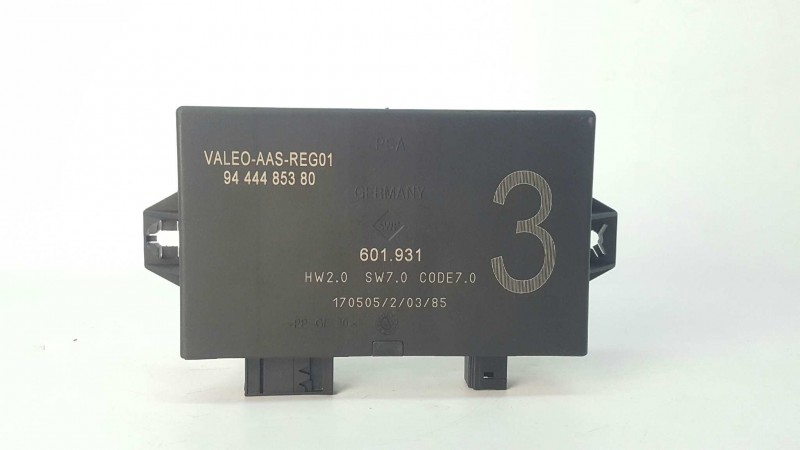 PSA
VALEO-AAS-REG01
94 444 853 80
GERMANY
3
601.931
HW2.0 SW7.0 CODE7.0
170505/2/03/85